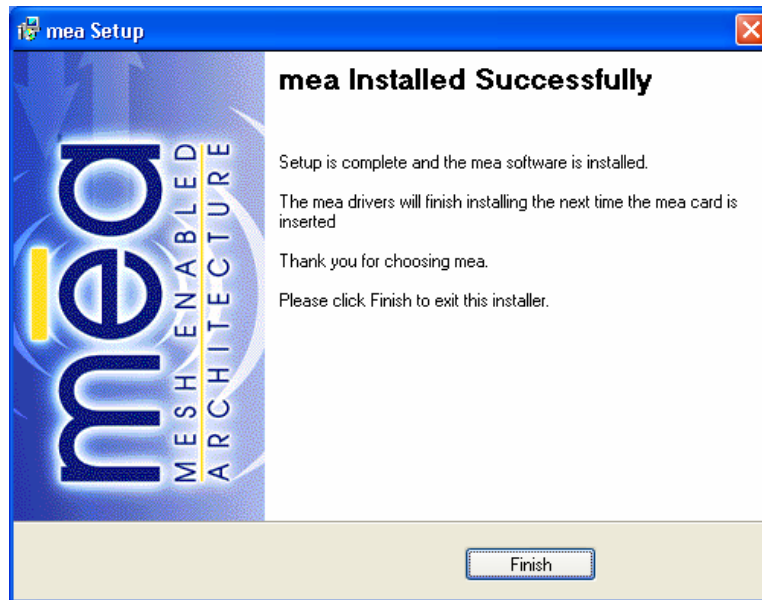 mea Setup
mea Installed Successfully
Setup is complete and the mea software is installed.
The mea drivers will finish installing the next time the mea card is
inserted
Thank you for choosing mea.
Please click Finish to exit this installer.
mēa
MESH ENABLED
ARCHITECTURE
Finish